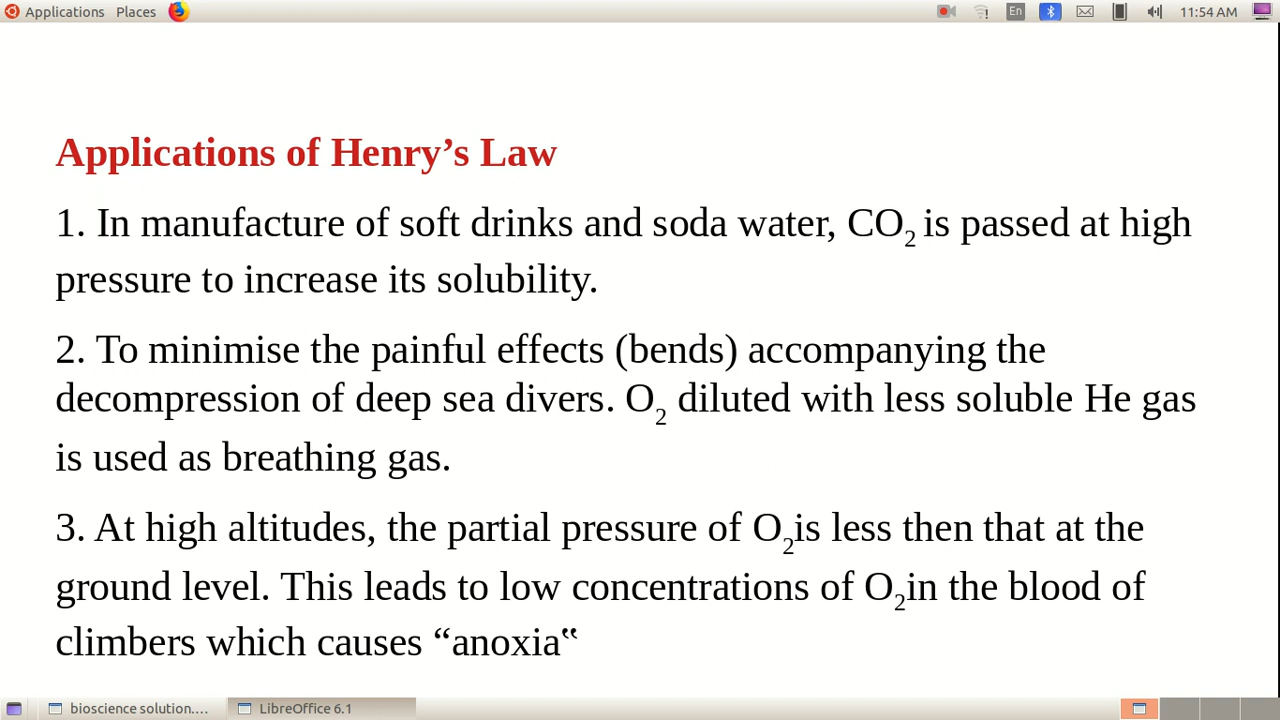 Applications Places En 11:54 AM
Applications of Henry’s Law
1. In manufacture of soft drinks and soda water, CO₂ is passed at high
pressure to increase its solubility.
2. To minimise the painful effects (bends) accompanying the
decompression of deep sea divers. O₂ diluted with less soluble He gas
is used as breathing gas.
3. At high altitudes, the partial pressure of O₂is less then that at the
ground level. This leads to low concentrations of O₂in the blood of
climbers which causes “anoxia‟
bioscience solution.... LibreOffice 6.1